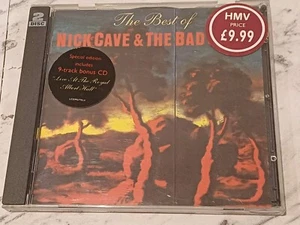 2
DISC
The Best of
NICK CAVE & THE BAD
HMV
PRICE
£9.99
Special edition
includes
9-track bonus CD
"Live At The Royal
Albert Hall"